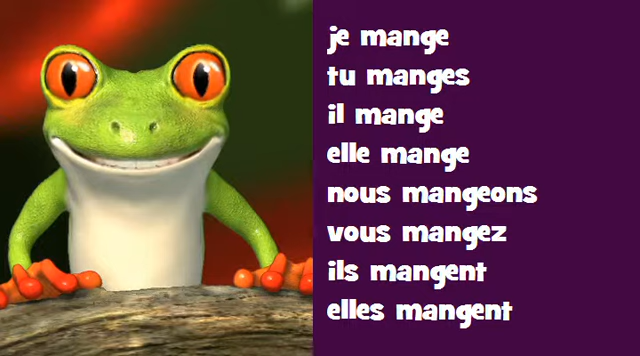 je mange
tu manges
il mange
elle mange
nous mangeons
vous mangez
ils mangent
elles mangent